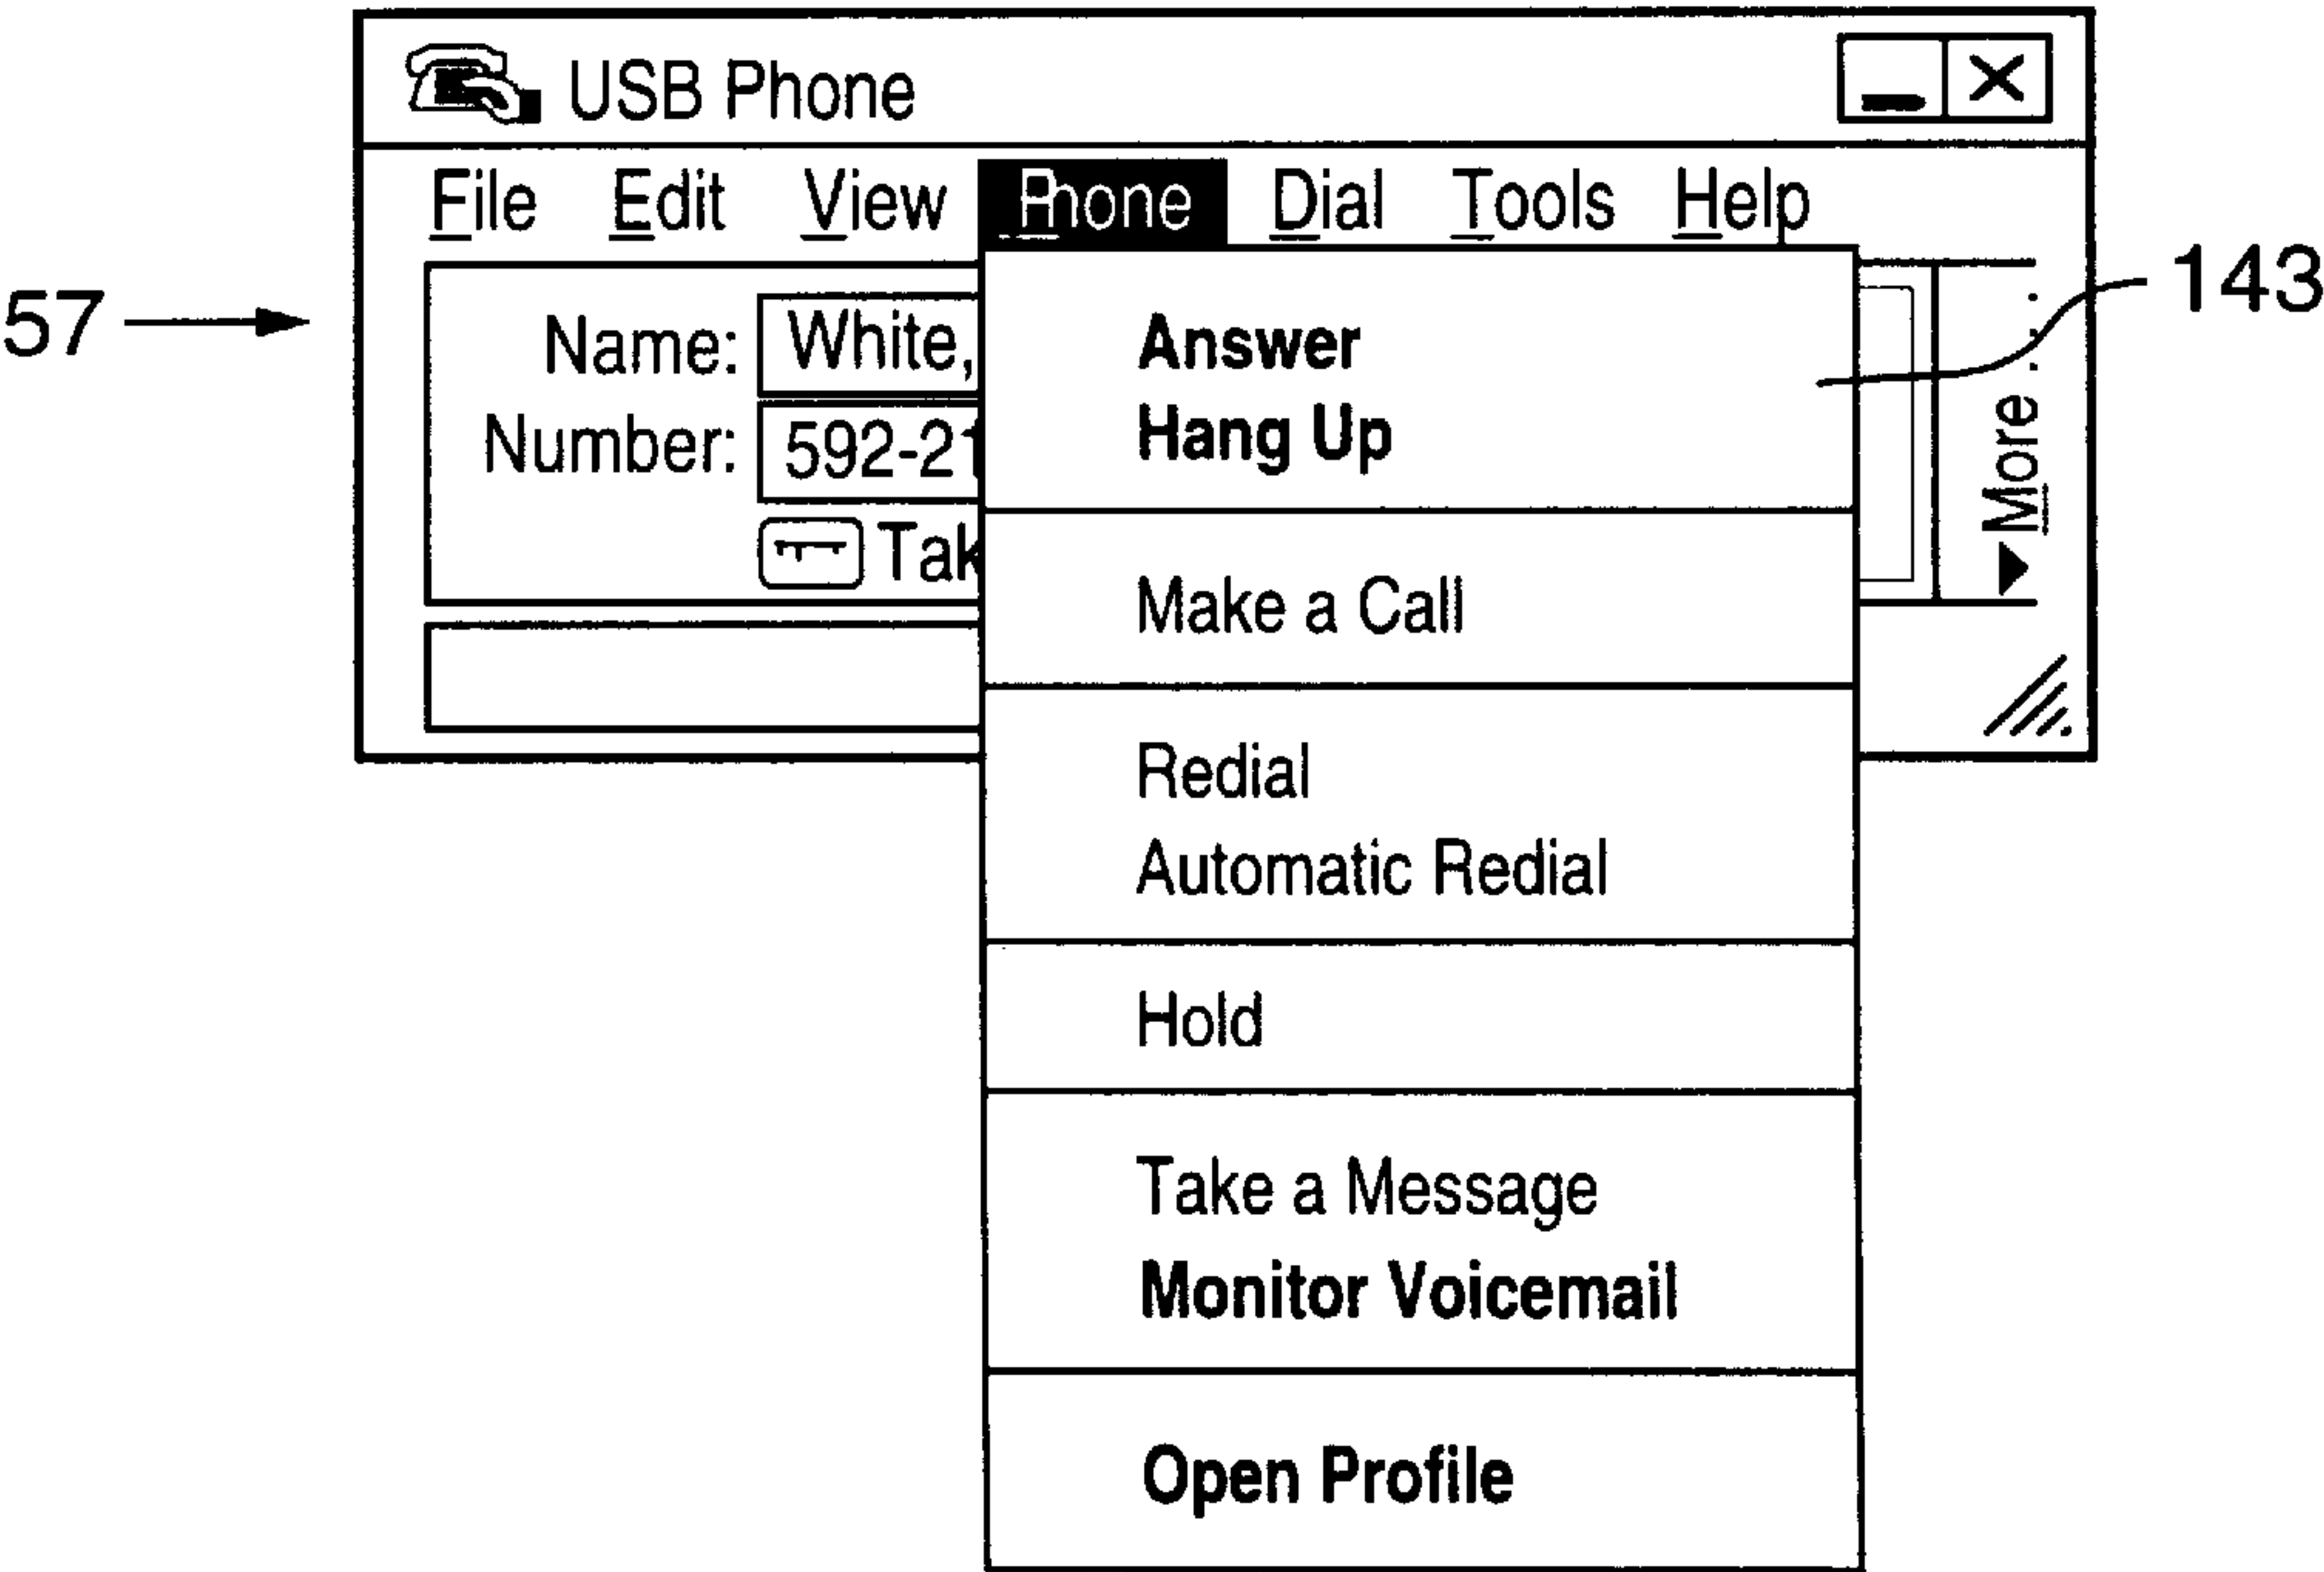 USB Phone
File Edit View Phone Dial Tools Help
57
143
Name: White,
Number: 592-21
Tak
More . . .
Answer
Hang Up
Make a Call
Redial
Automatic Redial
Hold
Take a Message
Monitor Voicemail
Open Profile